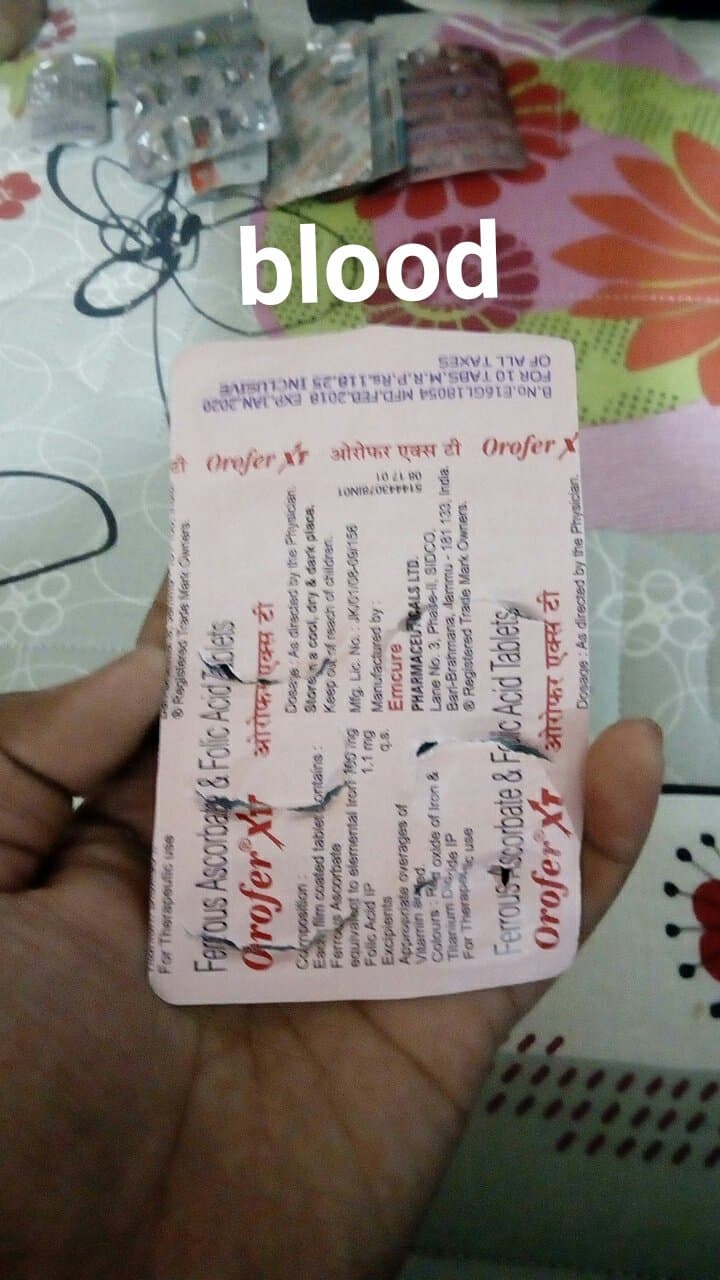 blood
B.No.E16GL18054 MFD.FEB.2018 EXP.JAN.2020
FOR 10 TABS.M.R.P.Rs.118.25 INCLUSIVE
OF ALL TAXES
टी Orofer XT ओरोफर एक्स टी Orofer X
® Registered Trade Mark Owners.
For Therapeutic use
Ferrous Ascorbate & Folic Acid Tablets
Orofer® XT ओरोफर एक्स टी
Composition :
Each film coated tablet contains :
Ferrous Ascorbate
equivalent to elemental Iron 100 mg
Folic Acid IP 1.1 mg
Excipients q.s.
Appropriate overages of
Vitamin added.
Colours : Red oxide of Iron &
Titanium Dioxide IP
For Therapeutic use
Dosage : As directed by the Physician.
Store in a cool, dry & dark place.
Keep out of reach of children.
Mfg. Lic. No. : JK/01/08-09/156
Manufactured by :
Emcure
PHARMACEUTICALS LTD.
Lane No. 3, Phase-II, SIDCO,
Bari-Brahmana, Jammu - 181 133, India.
® Registered Trade Mark Owners.
514443078IN01
08 17 01
Ferrous Ascorbate & Folic Acid Tablets
Orofer® XT ओरोफर एक्स टी
Dosage : As directed by the Physician.